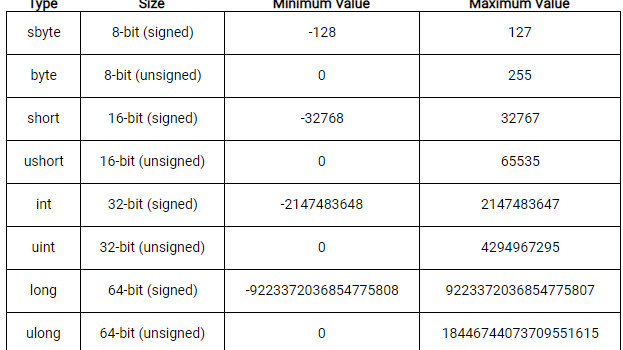 Type Size Minimum Value Maximum Value
sbyte 8-bit (signed) -128 127
byte 8-bit (unsigned) 0 255
short 16-bit (signed) -32768 32767
ushort 16-bit (unsigned) 0 65535
int 32-bit (signed) -2147483648 2147483647
uint 32-bit (unsigned) 0 4294967295
long 64-bit (signed) -9223372036854775808 9223372036854775807
ulong 64-bit (unsigned) 0 18446744073709551615